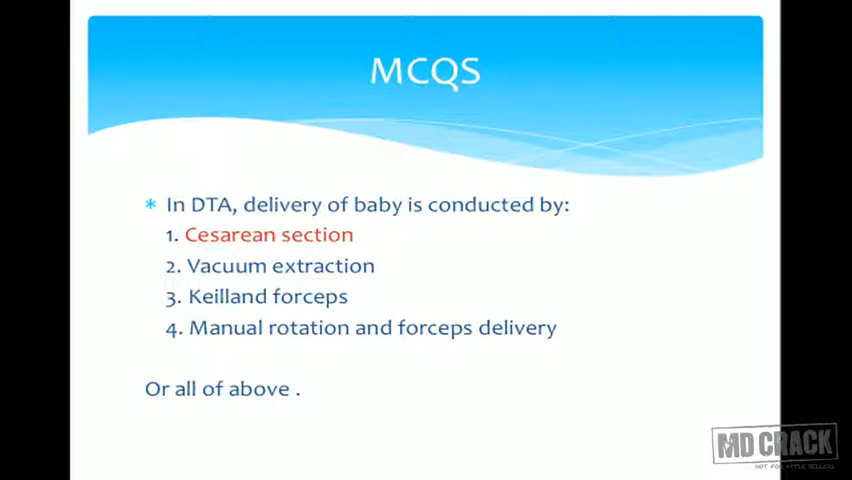 MCQS
* In DTA, delivery of baby is conducted by:
1. Cesarean section
2. Vacuum extraction
3. Keilland forceps
4. Manual rotation and forceps delivery
Or all of above .
MD CRACK